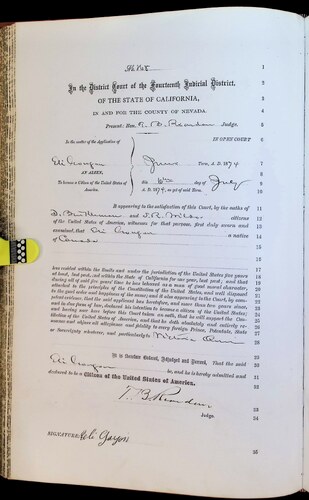 In the District Court of the Fourteenth Judicial District,
OF THE STATE OF CALIFORNIA,
IN AND FOR THE COUNTY OF NEVADA.
Present: Hon. T. B. Reardan Judge.
In the matter of the Application of
IN OPEN COURT
June Term, A. D. 1874
AN ALIEN,
To become a Citizen of the United States of America.
this 6th day of July
A. D. 1874, as yet of said Term.
It appearing to the satisfaction of this Court, by the oaths of
and citizens
of the United States of America, witnesses for that purpose, first duly sworn and
examined, that a native
of Canada
has resided within the limits and under the jurisdiction of the United States five years
at least, last past, and within the State of California for one year, last past; and that
during all of said five years' time he has behaved as a man of good moral character,
attached to the principles of the Constitution of the United States, and well disposed
to the good order and happiness of the same; and it also appearing to the Court, by com-
petent evidence, that the said applicant has heretofore, and more than two years since,
and in due form of law, declared his intention to become a citizen of the United States;
and having now here before this Court taken an oath, that he will support the Con-
stitution of the United States of America, and that he doth absolutely and entirely re-
nounce and abjure all allegiance and fidelity to every foreign Prince, Potentate, State
or Sovereignty whatever, and particularly to Victoria Queen
It is therefore Ordered, Adjudged and Decreed, That the said
be, and he is hereby admitted and
declared to be a Citizen of the United States of America.
T. B. Reardan
Judge.
SIGNATURE: